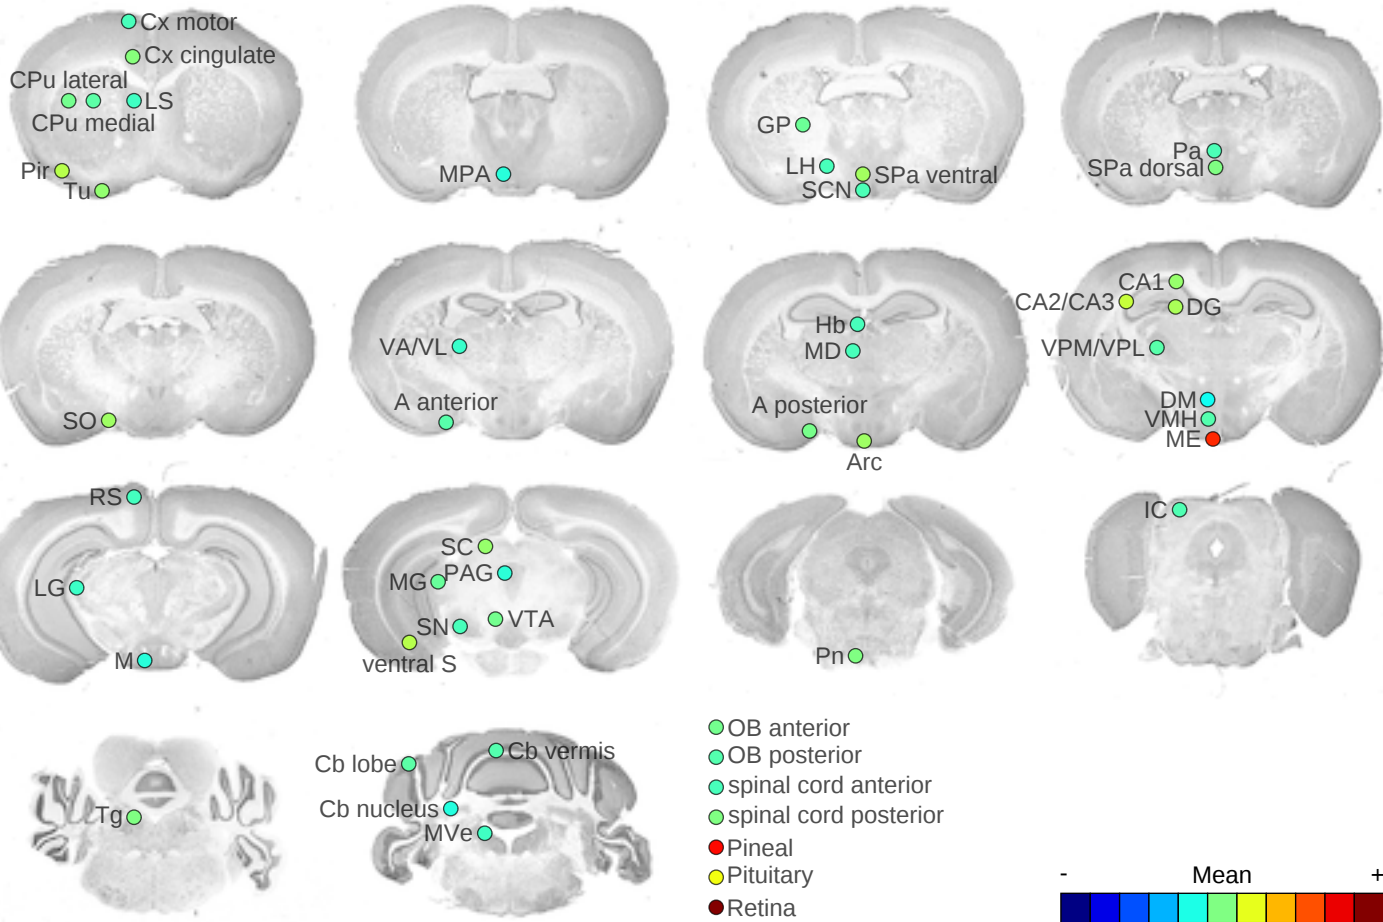 Cx motor
Cx cingulate
CPu lateral
LS
CPu medial
Pir
Tu
MPA
GP
LH
SPa ventral
SCN
Pa
SPa dorsal
SO
VA/VL
A anterior
Hb
MD
A posterior
Arc
CA1
CA2/CA3
DG
VPM/VPL
DM
VMH
ME
RS
LG
M
SC
MG
PAG
SN
VTA
ventral S
Pn
IC
Tg
Cb lobe
Cb vermis
Cb nucleus
MVe
OB anterior
OB posterior
spinal cord anterior
spinal cord posterior
Pineal
Pituitary
Retina
- Mean +